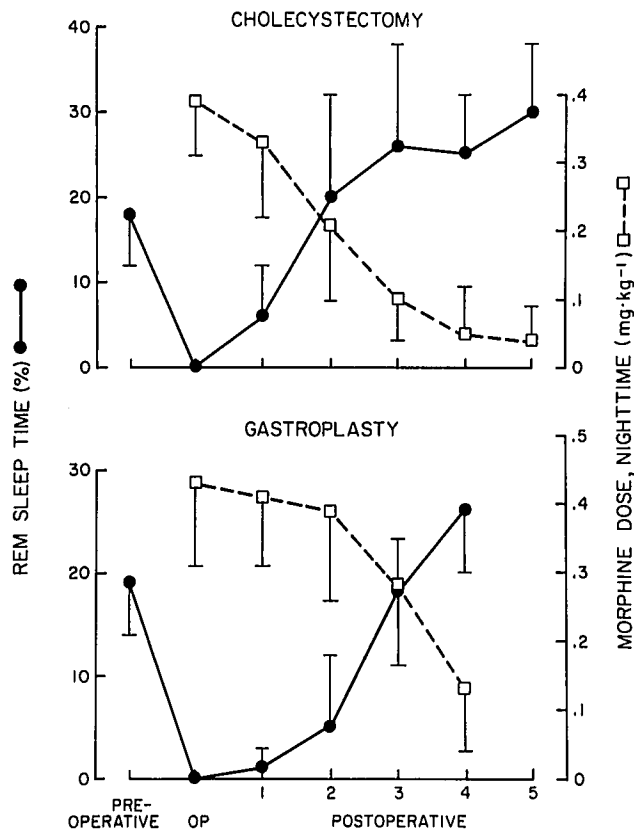 CHOLECYSTECTOMY
40
30
20
10
0
.4
.3
.2
.1
0
GASTROPLASTY
30
20
10
0
.5
.4
.3
.2
.1
0
REM SLEEP TIME (%)
MORPHINE DOSE, NIGHTTIME (mg·kg⁻¹)
1 2 3 4 5
PRE-
OPERATIVE OP POSTOPERATIVE